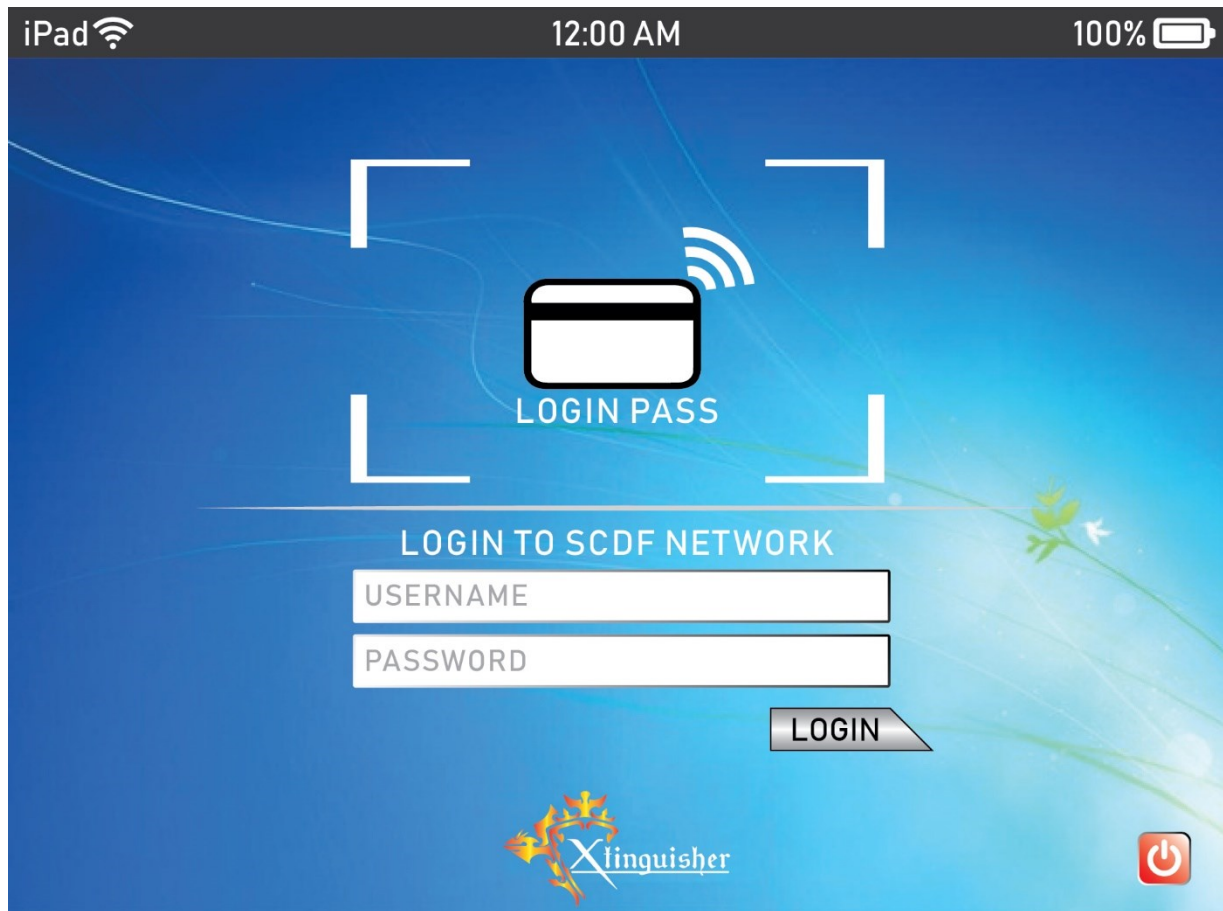 iPad 12:00 AM 100%
LOGIN PASS
LOGIN TO SCDF NETWORK
USERNAME
PASSWORD
LOGIN
Xtinguisher